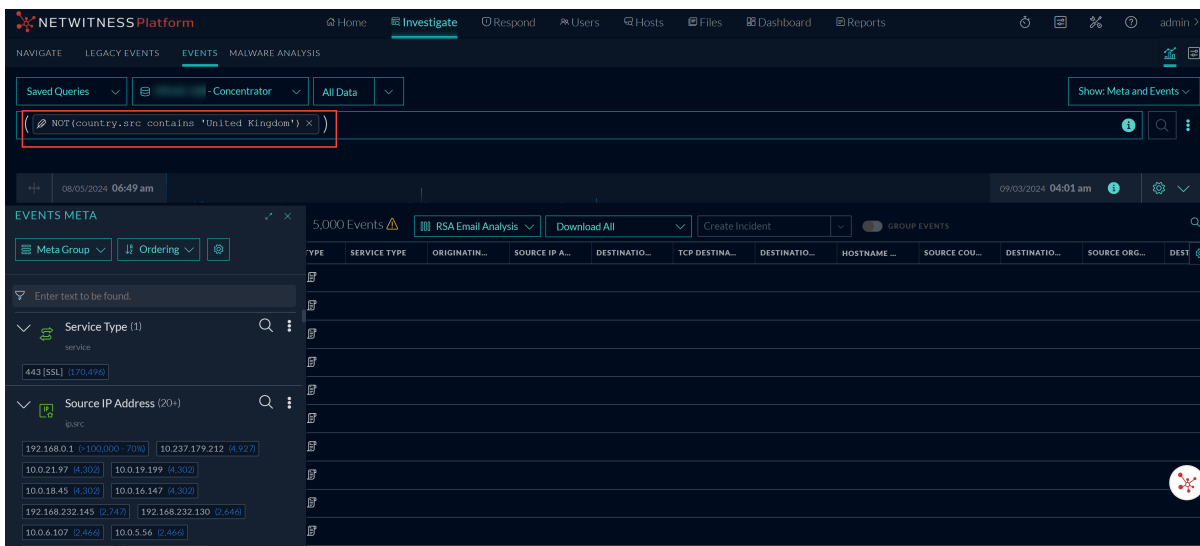 NETWITNESS Platform
Home Investigate Respond Users Hosts Files Dashboard Reports admin
NAVIGATE LEGACY EVENTS EVENTS MALWARE ANALYSIS
Saved Queries - Concentrator All Data Show: Meta and Events
( NOT(country.src contains 'United Kingdom') × )
08/05/2024 06:49 am 09/03/2024 04:01 am
EVENTS META
5,000 Events RSA Email Analysis Download All Create Incident GROUP EVENTS
Meta Group Ordering
TYPE SERVICE TYPE ORIGINATIN... SOURCE IP A... DESTINATIO... TCP DESTINA... DESTINATIO... HOSTNAME ... SOURCE COU... DESTINATIO... SOURCE ORG... DEST
Enter text to be found.
Service Type (1)
service
443 [SSL] (170,496)
Source IP Address (20+)
ip.src
192.168.0.1 (>100,000 - 70%) 10.237.179.212 (4,927)
10.0.21.97 (4,302) 10.0.19.199 (4,302)
10.0.18.45 (4,302) 10.0.16.147 (4,302)
192.168.232.145 (2,747) 192.168.232.130 (2,646)
10.0.6.107 (2,466) 10.0.5.56 (2,466)